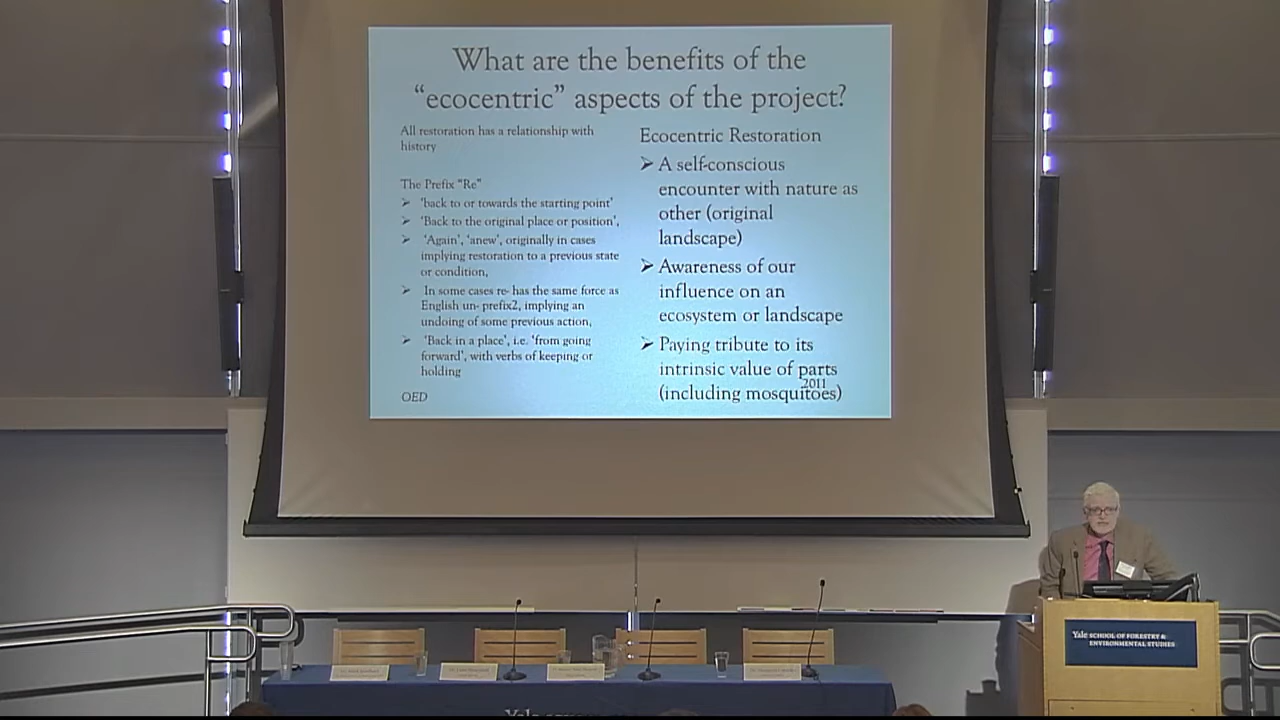 What are the benefits of the
“ecocentric” aspects of the project?
All restoration has a relationship with
history
The Prefix "Re"
➢ 'back to or towards the starting point'
➢ 'Back to the original place or position',
➢ 'Again', 'anew', originally in cases
implying restoration to a previous state
or condition,
➢ In some cases re- has the same force as
English un- prefix2, implying an
undoing of some previous action,
➢ 'Back in a place', i.e. 'from going
forward', with verbs of keeping or
holding
OED
Ecocentric Restoration
➢ A self-conscious
encounter with nature as
other (original
landscape)
➢ Awareness of our
influence on an
ecosystem or landscape
➢ Paying tribute to its
intrinsic value of parts
(including mosquitoes)
2011
Yale SCHOOL OF FORESTRY &
ENVIRONMENTAL STUDIES
Yale